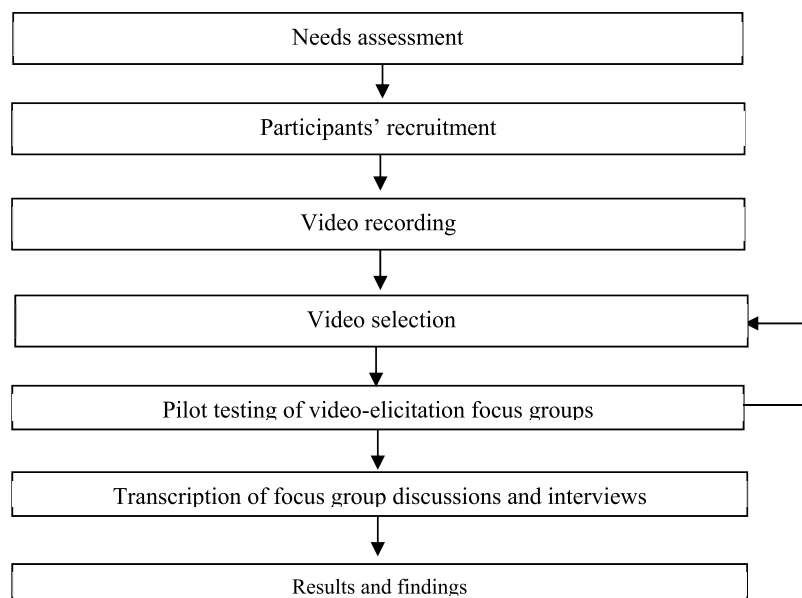 Needs assessment
Participants’ recruitment
Video recording
Video selection
Pilot testing of video-elicitation focus groups
Transcription of focus group discussions and interviews
Results and findings